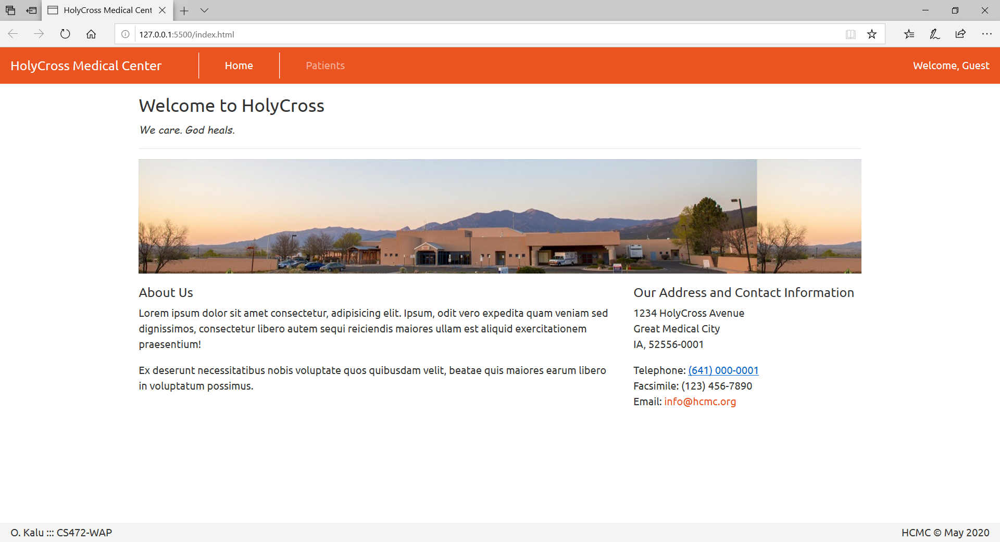 HolyCross Medical Cent
127.0.0.1:5500/index.html
HolyCross Medical Center
Home
Patients
Welcome, Guest
Welcome to HolyCross
We care. God heals.
About Us
Lorem ipsum dolor sit amet consectetur, adipisicing elit. Ipsum, odit vero expedita quam veniam sed
dignissimos, consectetur libero autem sequi reiciendis maiores ullam est aliquid exercitationem
praesentium!
Ex deserunt necessitatibus nobis voluptate quos quibusdam velit, beatae quis maiores earum libero
in voluptatum possimus.
Our Address and Contact Information
1234 HolyCross Avenue
Great Medical City
IA, 52556-0001
Telephone: (641) 000-0001
Facsimile: (123) 456-7890
Email: info@hcmc.org
O. Kalu ::: CS472-WAP
HCMC © May 2020